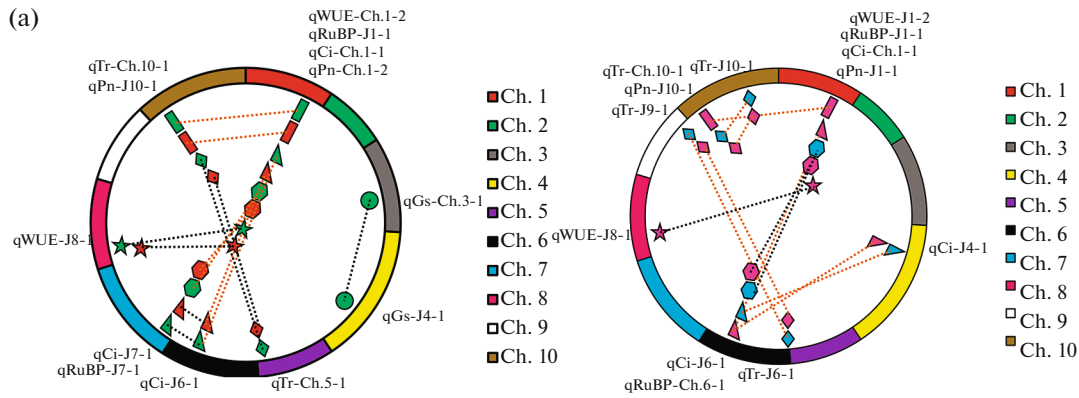 (a)
qWUE-Ch.1-2
qRuBP-J1-1
qCi-Ch.1-1
qPn-Ch.1-2
qTr-Ch.10-1
qPn-J10-1
qGs-Ch.3-1
qWUE-J8-1
qGs-J4-1
qCi-J7-1
qRuBP-J7-1
qCi-J6-1
qTr-Ch.5-1
Ch. 1
Ch. 2
Ch. 3
Ch. 4
Ch. 5
Ch. 6
Ch. 7
Ch. 8
Ch. 9
Ch. 10
qWUE-J1-2
qRuBP-J1-1
qCi-Ch.1-1
qPn-J1-1
qTr-J10-1
qTr-Ch.10-1
qPn-J10-1
qTr-J9-1
qWUE-J8-1
qCi-J4-1
qCi-J6-1
qRuBP-Ch.6-1
qTr-J6-1
Ch. 1
Ch. 2
Ch. 3
Ch. 4
Ch. 5
Ch. 6
Ch. 7
Ch. 8
Ch. 9
Ch. 10